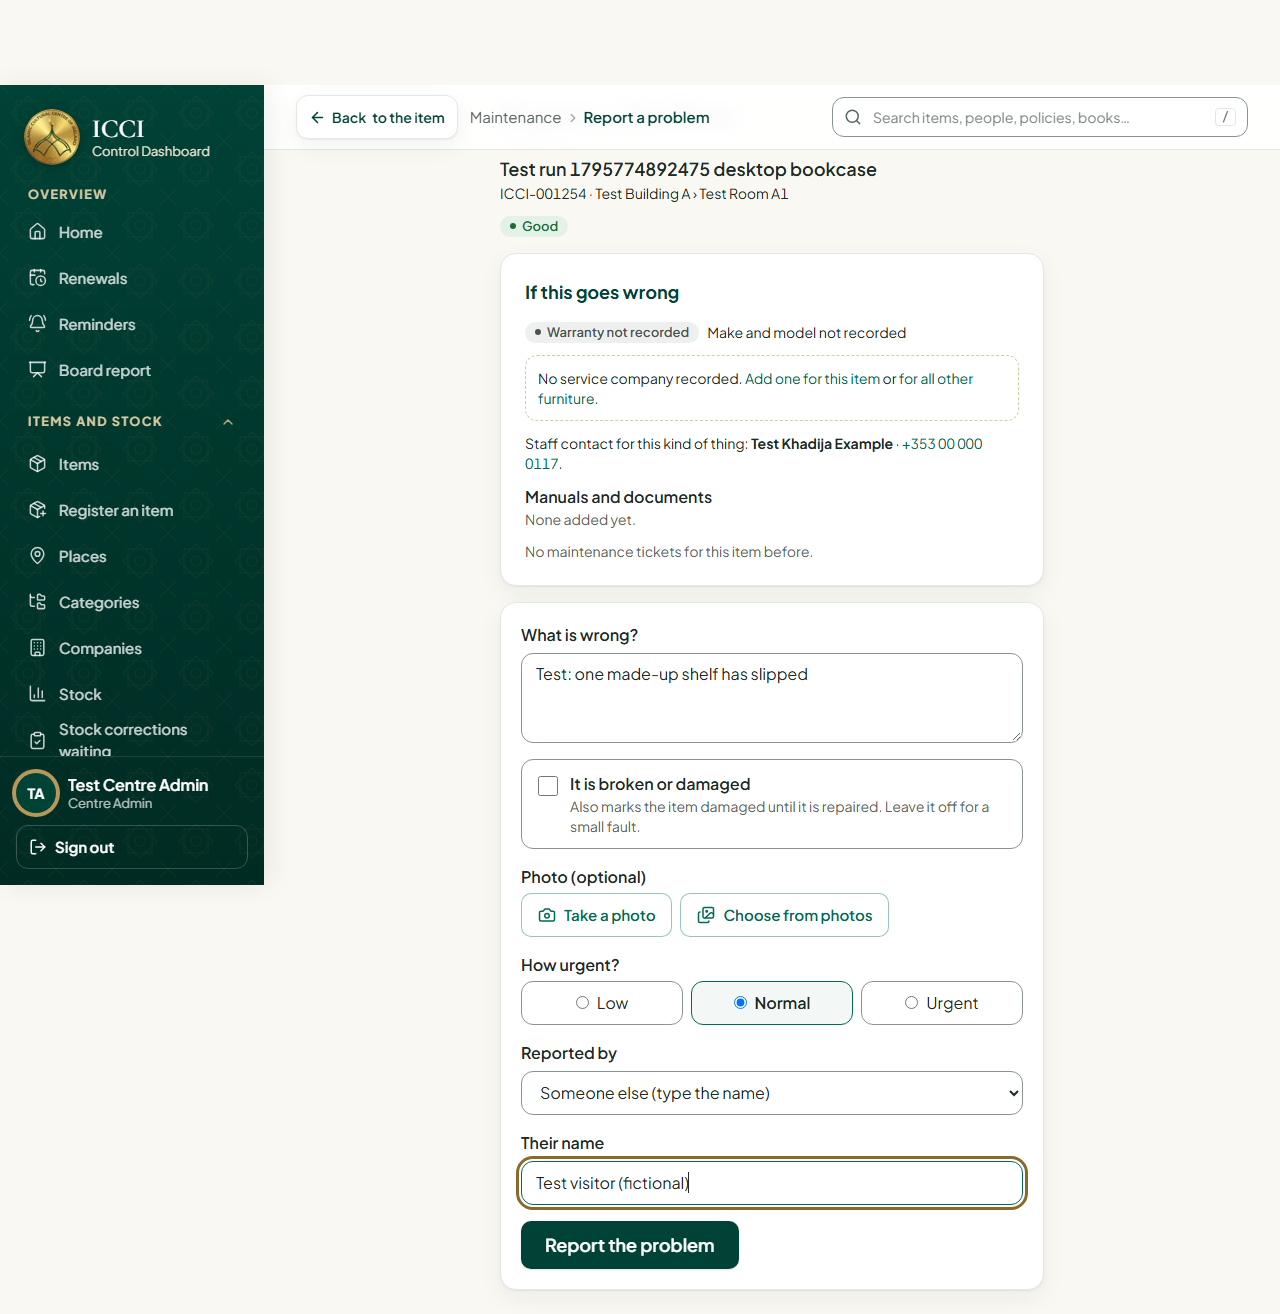 ICCI
Control Dashboard
OVERVIEW
Home
Renewals
Reminders
Board report
ITEMS AND STOCK
Items
Register an item
Places
Categories
Companies
Stock
Stock corrections
waiting
TA
Test Centre Admin
Centre Admin
Sign out
Back to the item
Maintenance › Report a problem
Search items, people, policies, books…
/
Test run 1795774892475 desktop bookcase
ICCI-001254 · Test Building A › Test Room A1
Good
If this goes wrong
Warranty not recorded
Make and model not recorded
No service company recorded. Add one for this item or for all other
furniture.
Staff contact for this kind of thing: Test Khadija Example · +353 00 000
0117.
Manuals and documents
None added yet.
No maintenance tickets for this item before.
What is wrong?
Test: one made-up shelf has slipped
It is broken or damaged
Also marks the item damaged until it is repaired. Leave it off for a
small fault.
Photo (optional)
Take a photo
Choose from photos
How urgent?
Low
Normal
Urgent
Reported by
Someone else (type the name)
Their name
Test visitor (fictional)
Report the problem